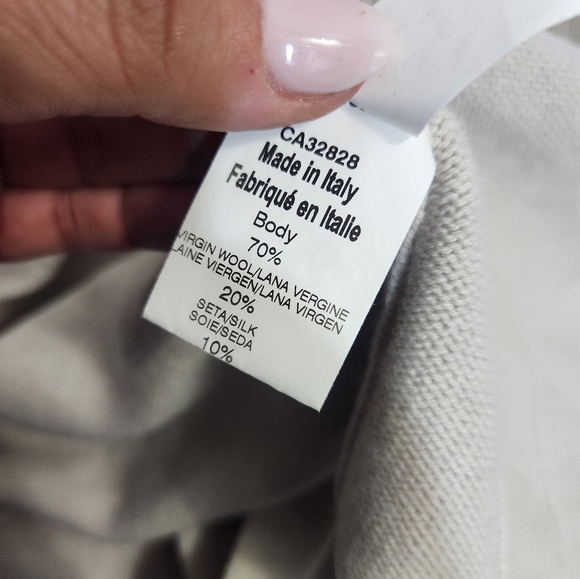 CA32828
Made in Italy
Fabriqué en Italie
Body
70%
VIRGIN WOOL/LANA VERGINE
LAINE VIERGEN/LANA VIRGEN
20%
SETA/SILK
SOIE/SEDA
10%